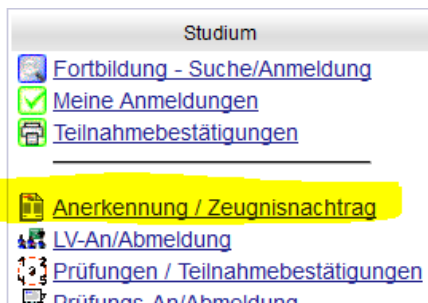 Studium
Fortbildung - Suche/Anmeldung
Meine Anmeldungen
Teilnahmebestätigungen
Anerkennung / Zeugnisnachtrag
LV-An/Abmeldung
Prüfungen / Teilnahmebestätigungen
Prüfungs-An/Abmeldung